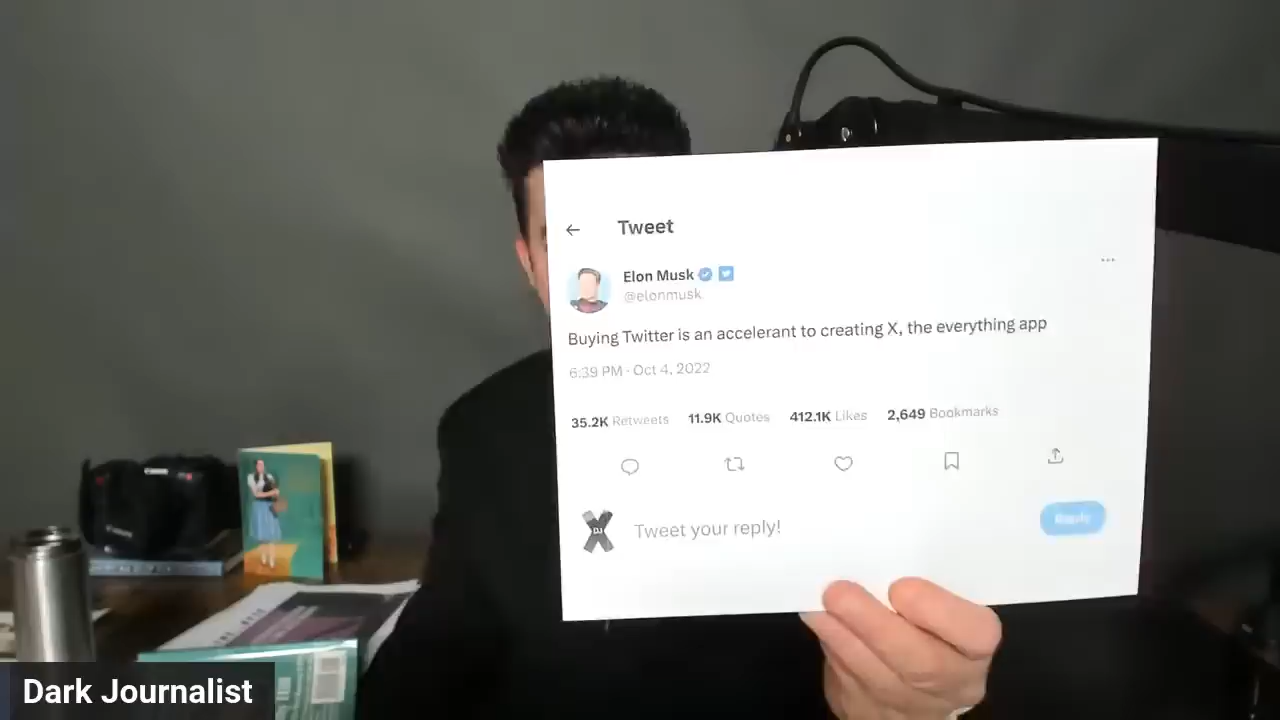 Tweet
Elon Musk
@elonmusk
Buying Twitter is an accelerant to creating X, the everything app
6:39 PM · Oct 4, 2022
35.2K Retweets 11.9K Quotes 412.1K Likes 2,649 Bookmarks
DJ
Tweet your reply!
Reply
Dark Journalist